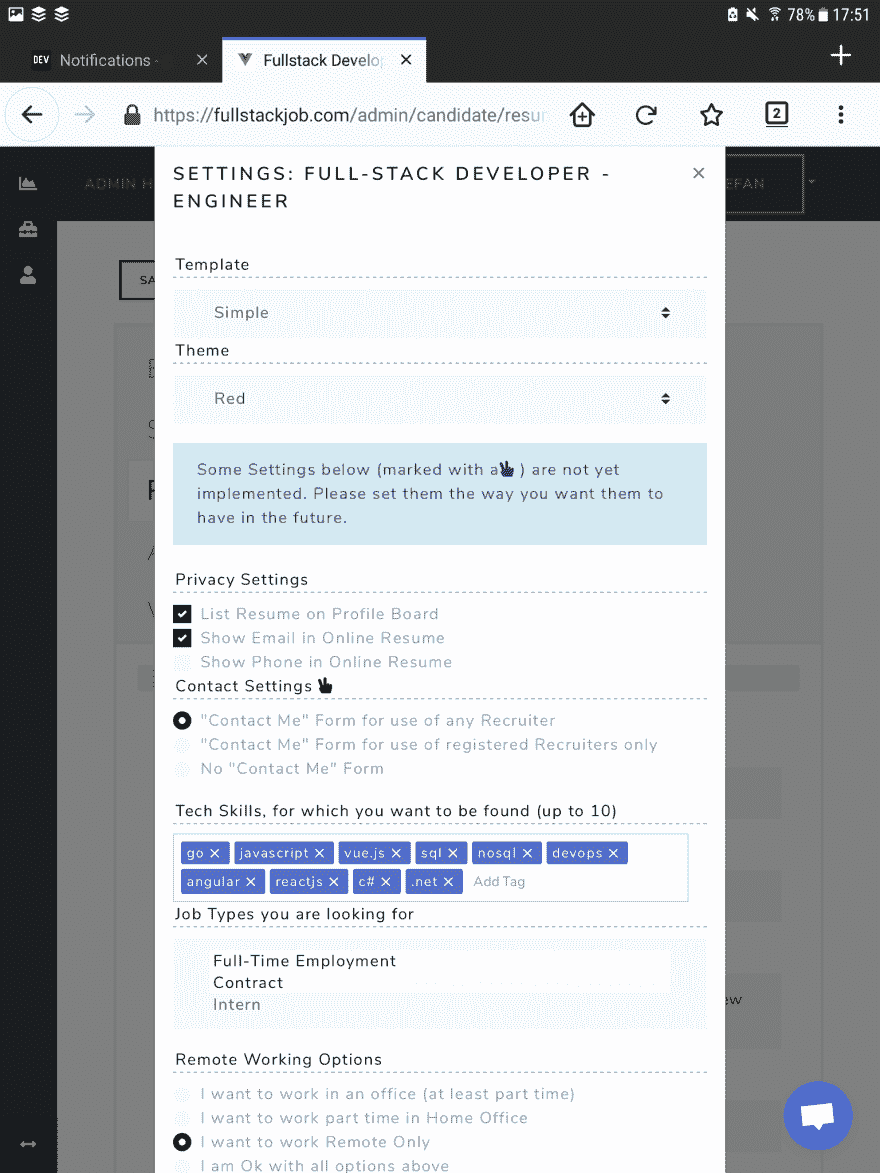 78% 17:51
DEV Notifications · Fullstack Develo
https://fullstackjob.com/admin/candidate/resu 2
ADMIN H EFAN
SETTINGS: FULL-STACK DEVELOPER -
ENGINEER
SA
Template
Simple
Theme
Red
Some Settings below (marked with a ) are not yet
implemented. Please set them the way you want them to
have in the future.
Privacy Settings
List Resume on Profile Board
Show Email in Online Resume
Show Phone in Online Resume
Contact Settings
"Contact Me" Form for use of any Recruiter
"Contact Me" Form for use of registered Recruiters only
No "Contact Me" Form
Tech Skills, for which you want to be found (up to 10)
go javascript vue.js sql nosql devops
angular reactjs c# .net Add Tag
Job Types you are looking for
Full-Time Employment
Contract
ew
Intern
Remote Working Options
I want to work in an office (at least part time)
I want to work part time in Home Office
I want to work Remote Only
I am Ok with all options above